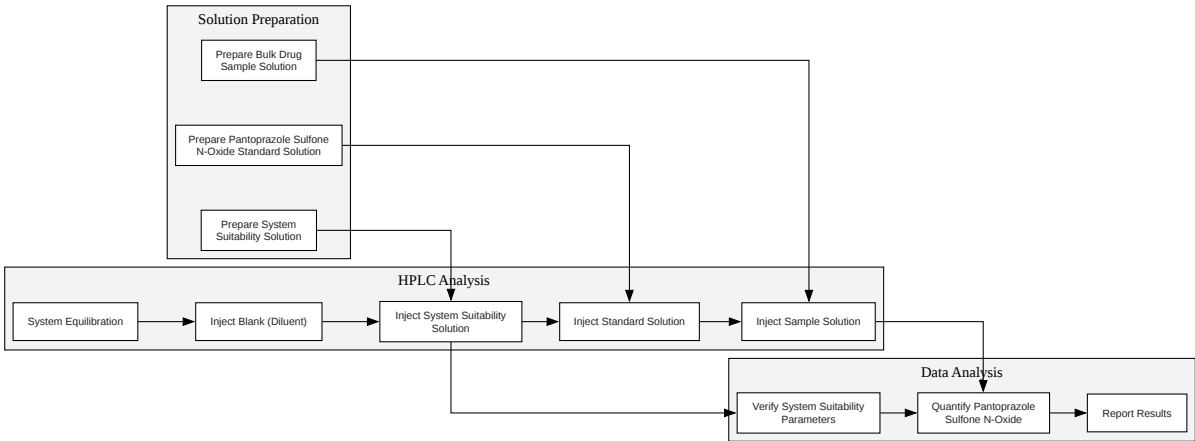 Solution Preparation
Prepare Bulk Drug
Sample Solution
Prepare Pantoprazole Sulfone
N-Oxide Standard Solution
Prepare System
Suitability Solution
HPLC Analysis
System Equilibration
Inject Blank (Diluent)
Inject System Suitability
Solution
Inject Standard Solution
Inject Sample Solution
Data Analysis
Verify System Suitability
Parameters
Quantify Pantoprazole
Sulfone N-Oxide
Report Results